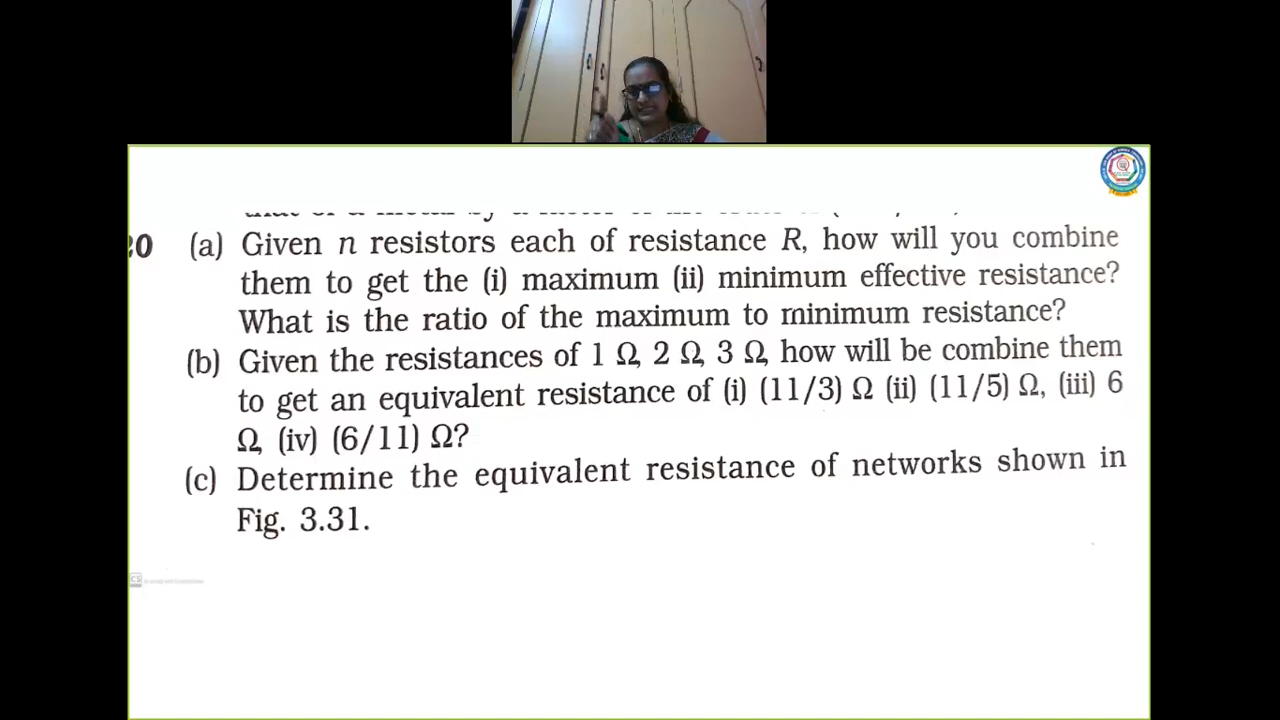 20 (a) Given n resistors each of resistance R, how will you combine
them to get the (i) maximum (ii) minimum effective resistance?
What is the ratio of the maximum to minimum resistance?
(b) Given the resistances of 1 Ω, 2 Ω, 3 Ω, how will be combine them
to get an equivalent resistance of (i) (11/3) Ω (ii) (11/5) Ω, (iii) 6
Ω, (iv) (6/11) Ω?
(c) Determine the equivalent resistance of networks shown in
Fig. 3.31.
CS